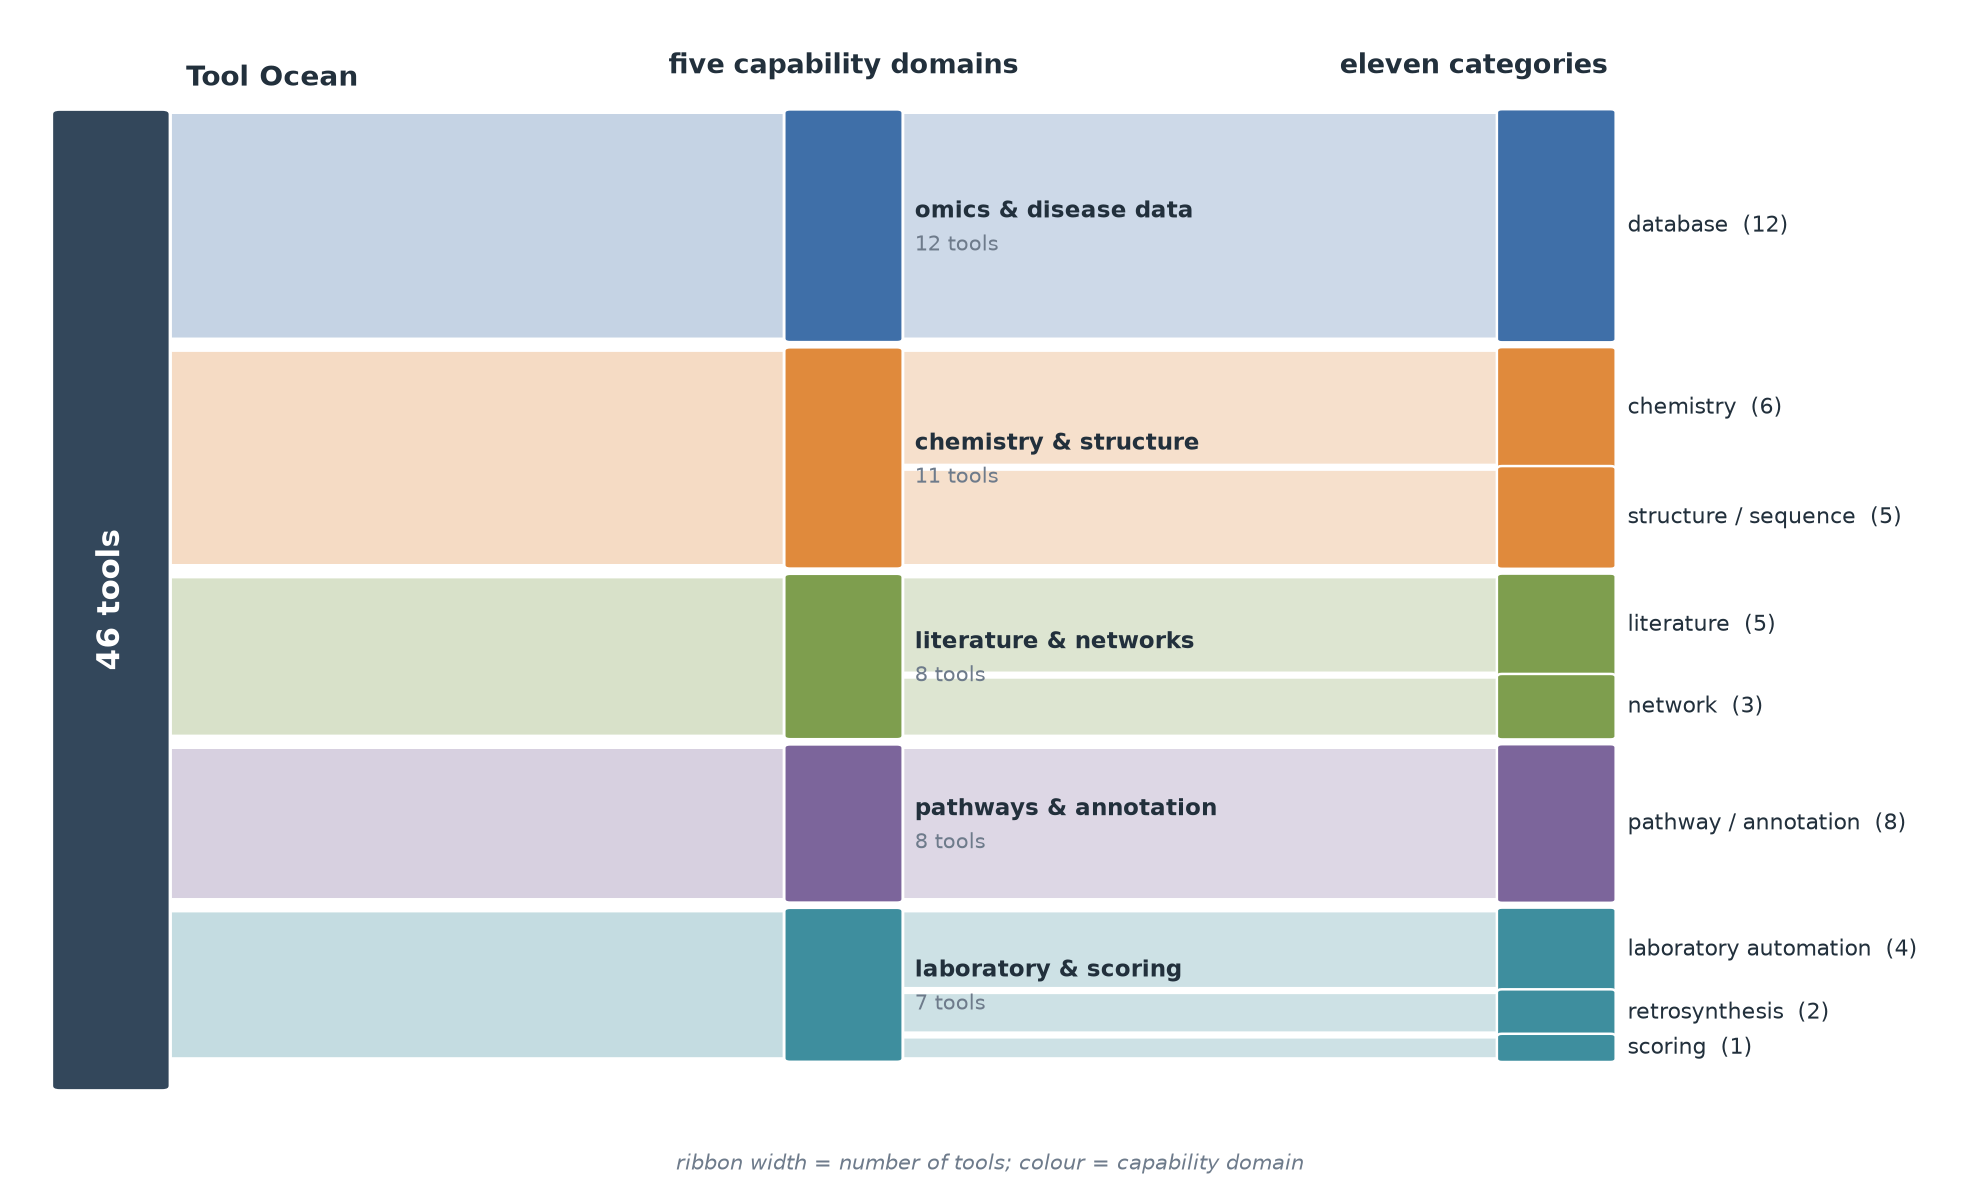 Tool Ocean
five capability domains
eleven categories
46 tools
omics & disease data
12 tools
database (12)
chemistry & structure
11 tools
chemistry (6)
structure / sequence (5)
literature & networks
8 tools
literature (5)
network (3)
pathways & annotation
8 tools
pathway / annotation (8)
laboratory & scoring
7 tools
laboratory automation (4)
retrosynthesis (2)
scoring (1)
ribbon width = number of tools; colour = capability domain